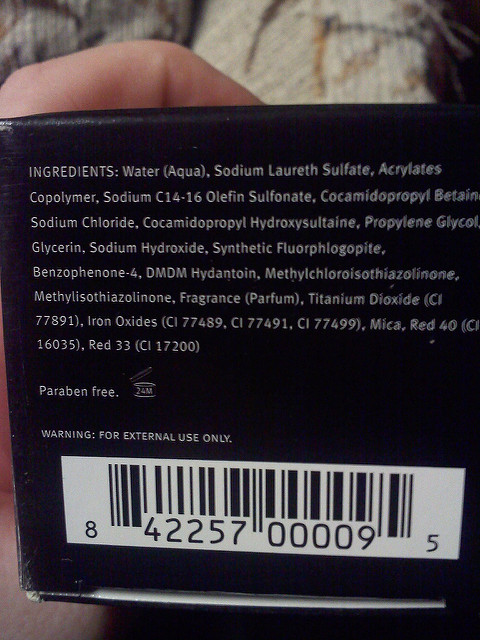 INGREDIENTS: Water (Aqua), Sodium Laureth Sulfate, Acrylates
Copolymer, Sodium C14-16 Olefin Sulfonate, Cocamidopropyl Betain
Sodium Chloride, Cocamidopropyl Hydroxysultaine, Propylene Glycol,
Glycerin, Sodium Hydroxide, Synthetic Fluorphlogopite,
Benzophenone-4, DMDM Hydantoin, Methylchloroisothiazolinone,
Methylisothiazolinone, Fragrance (Parfum), Titanium Dioxide (CI
77891), Iron Oxides (CI 77489, CI 77491, CI 77499), Mica, Red 40 (CI
16035), Red 33 (CI 17200)
Paraben free. 24M
WARNING: FOR EXTERNAL USE ONLY.
8 42257 00009 5